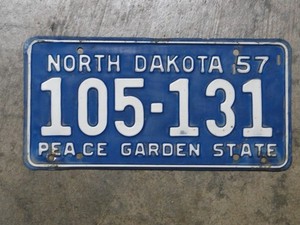 NORTH DAKOTA 57
105-131
PEACE GARDEN STATE